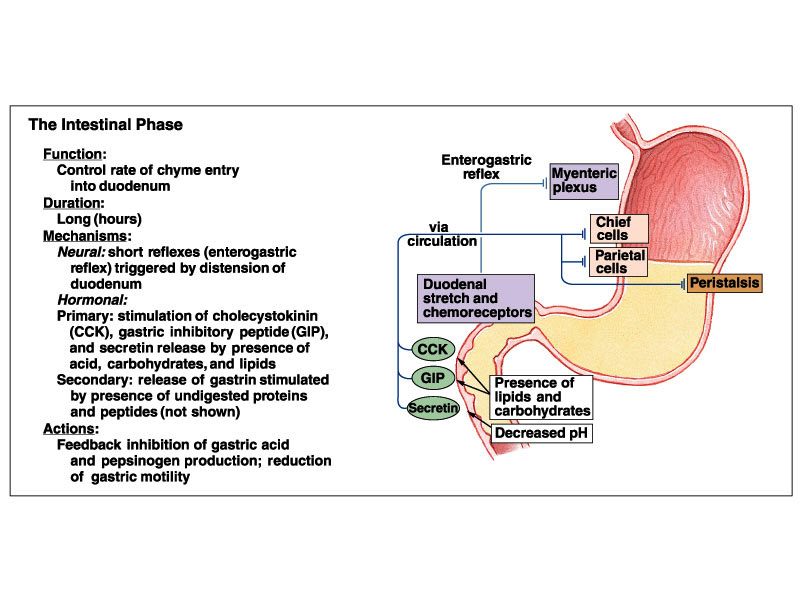 The Intestinal Phase
Function:
Control rate of chyme entry
into duodenum
Duration:
Long (hours)
Mechanisms:
Neural: short reflexes (enterogastric
reflex) triggered by distension of
duodenum
Hormonal:
Primary: stimulation of cholecystokinin
(CCK), gastric inhibitory peptide (GIP),
and secretin release by presence of
acid, carbohydrates, and lipids
Secondary: release of gastrin stimulated
by presence of undigested proteins
and peptides (not shown)
Actions:
Feedback inhibition of gastric acid
and pepsinogen production; reduction
of gastric motility
Enterogastric
reflex
Myenteric
plexus
via
circulation
Chief
cells
Parietal
cells
Peristalsis
Duodenal
stretch and
chemoreceptors
CCK
GIP
Secretin
Presence of
lipids and
carbohydrates
Decreased pH